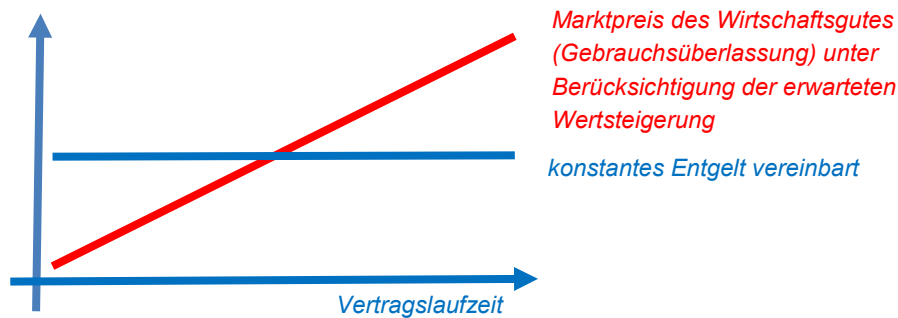 Marktpreis des Wirtschaftsgutes
(Gebrauchsüberlassung) unter
Berücksichtigung der erwarteten
Wertsteigerung
konstantes Entgelt vereinbart
Vertragslaufzeit